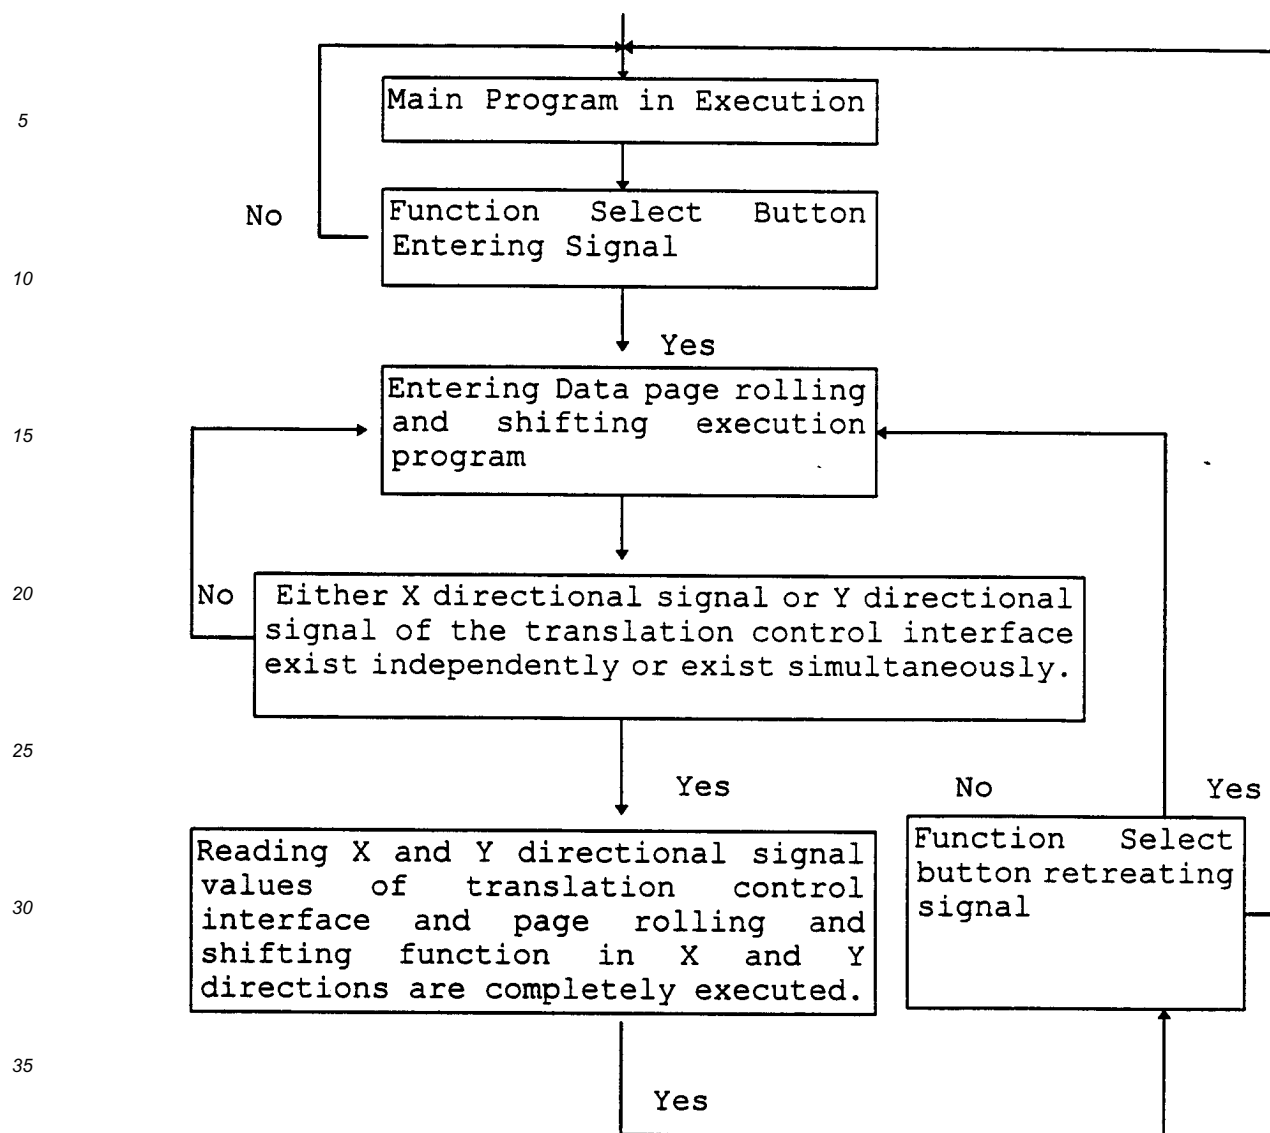 Main Program in Execution
5
No
Function Select Button
Entering Signal
10
Yes
Entering Data page rolling
and shifting execution
program
15
20
No
Either X directional signal or Y directional
signal of the translation control interface
exist independently or exist simultaneously.
25
Yes
No
Yes
Reading X and Y directional signal
values of translation control
interface and page rolling and
shifting function in X and Y
directions are completely executed.
Function Select
button retreating
signal
30
35
Yes